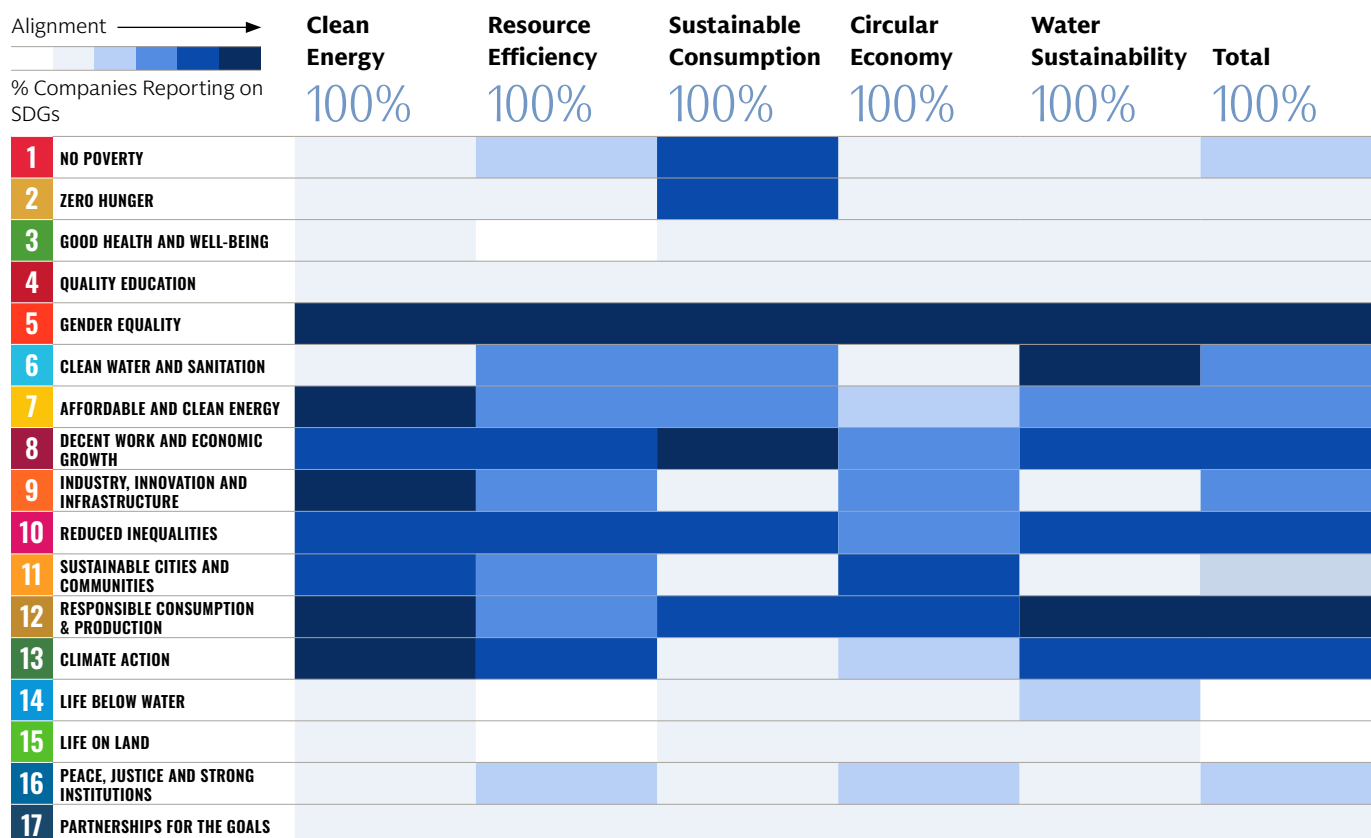 Alignment
% Companies Reporting on
SDGs
Clean
Energy
100%
Resource
Efficiency
100%
Sustainable
Consumption
100%
Circular
Economy
100%
Water
Sustainability
100%
Total
100%
1 NO POVERTY
2 ZERO HUNGER
3 GOOD HEALTH AND WELL-BEING
4 QUALITY EDUCATION
5 GENDER EQUALITY
6 CLEAN WATER AND SANITATION
7 AFFORDABLE AND CLEAN ENERGY
8 DECENT WORK AND ECONOMIC
GROWTH
9 INDUSTRY, INNOVATION AND
INFRASTRUCTURE
10 REDUCED INEQUALITIES
11 SUSTAINABLE CITIES AND
COMMUNITIES
12 RESPONSIBLE CONSUMPTION
& PRODUCTION
13 CLIMATE ACTION
14 LIFE BELOW WATER
15 LIFE ON LAND
16 PEACE, JUSTICE AND STRONG
INSTITUTIONS
17 PARTNERSHIPS FOR THE GOALS